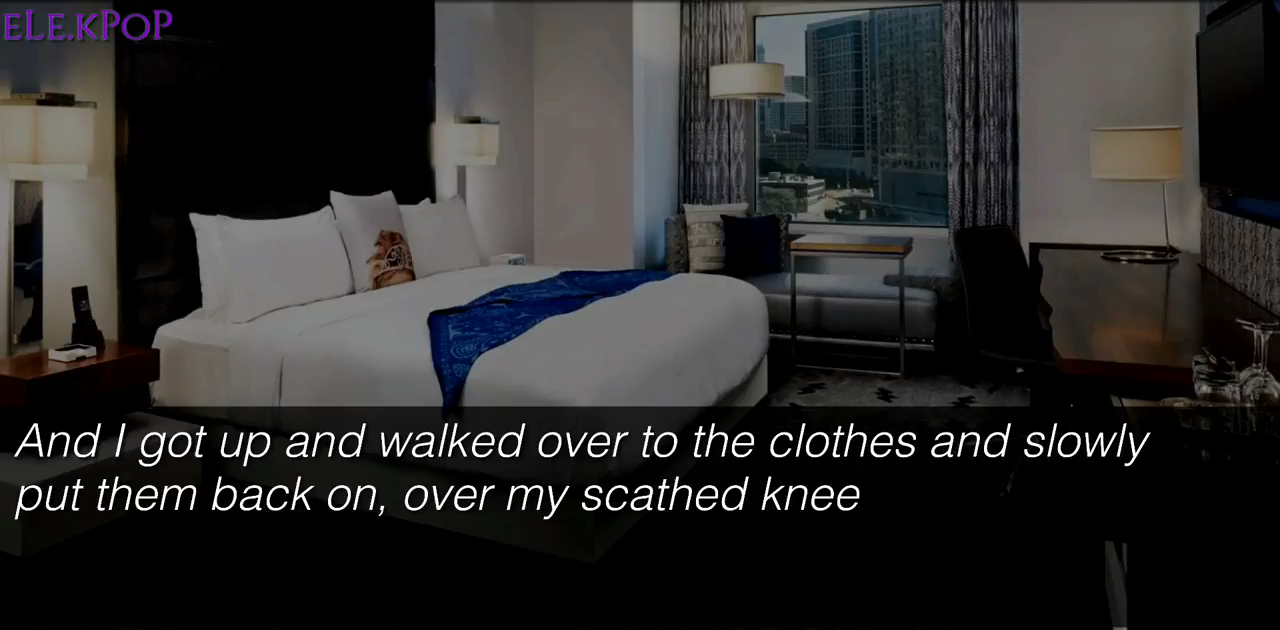 ELE.KPOP
And I got up and walked over to the clothes and slowly
put them back on, over my scathed knee